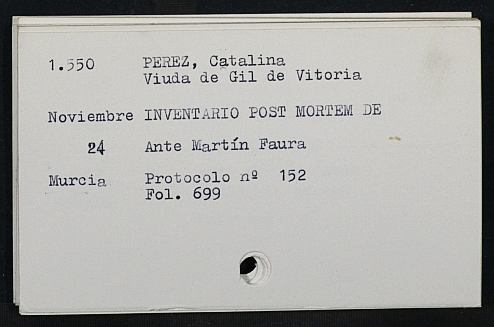 1.550 PEREZ, Catalina
Viuda de Gil de Vitoria
Noviembre INVENTARIO POST MORTEM DE
24 Ante Martín Faura
Murcia Protocolo nº 152
Fol. 699